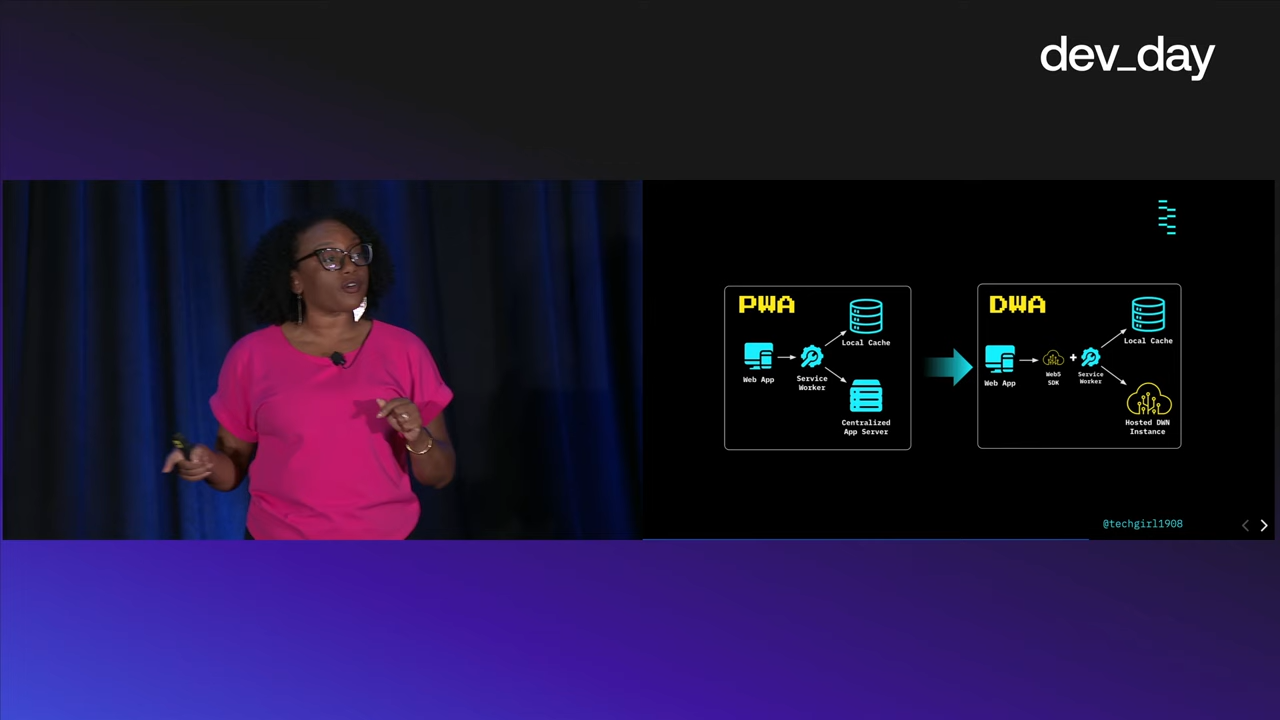 dev_day
PWA
Local Cache
Web App
Service
Worker
Centralized
App Server
DWA
Local Cache
Web App
+
Web5
SDK
Service
Worker
Hosted DWN
Instance
@techgirl1908